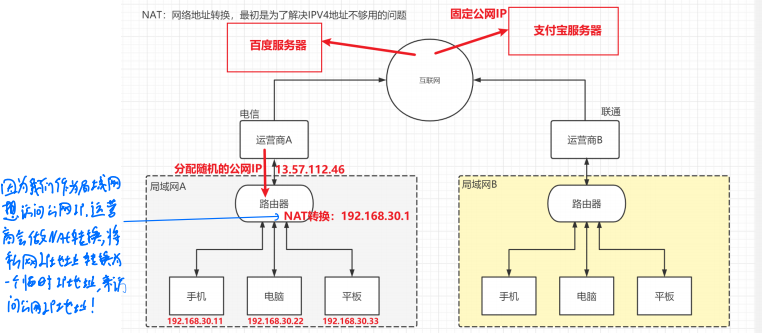 NAT：网络地址转换，最初是为了解决IPV4地址不够用的问题
固定公网IP
百度服务器
支付宝服务器
互联网
电信
联通
运营商A
运营商B
分配随机的公网IP
13.57.112.46
局域网A
局域网B
路由器
路由器
NAT转换：192.168.30.1
因为我们作为局域网
想访问公网IP,运营
商会做NAT转换,将
私网IP地址转换为
一个临时IP地址,来访
问公网IP地址!
手机
电脑
平板
手机
电脑
平板
192.168.30.11
192.168.30.22
192.168.30.33